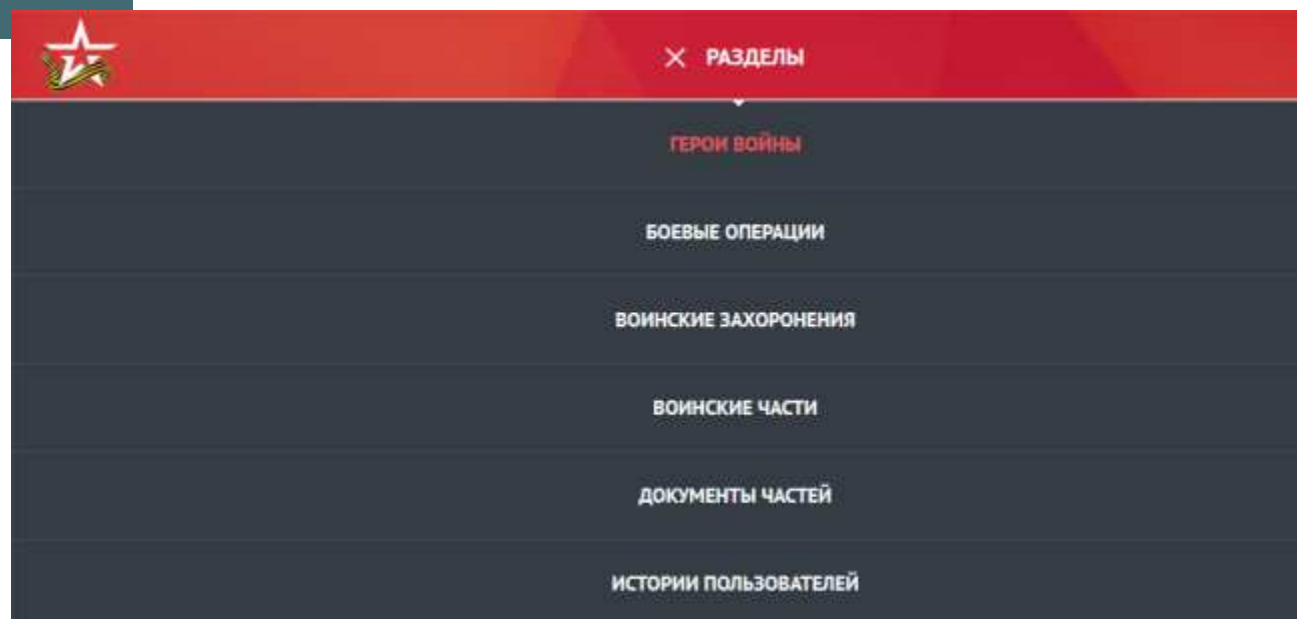 РАЗДЕЛЫ
ГЕРОИ ВОЙНЫ
БОЕВЫЕ ОПЕРАЦИИ
ВОИНСКИЕ ЗАХОРОНЕНИЯ
ВОИНСКИЕ ЧАСТИ
ДОКУМЕНТЫ ЧАСТЕЙ
ИСТОРИИ ПОЛЬЗОВАТЕЛЕЙ